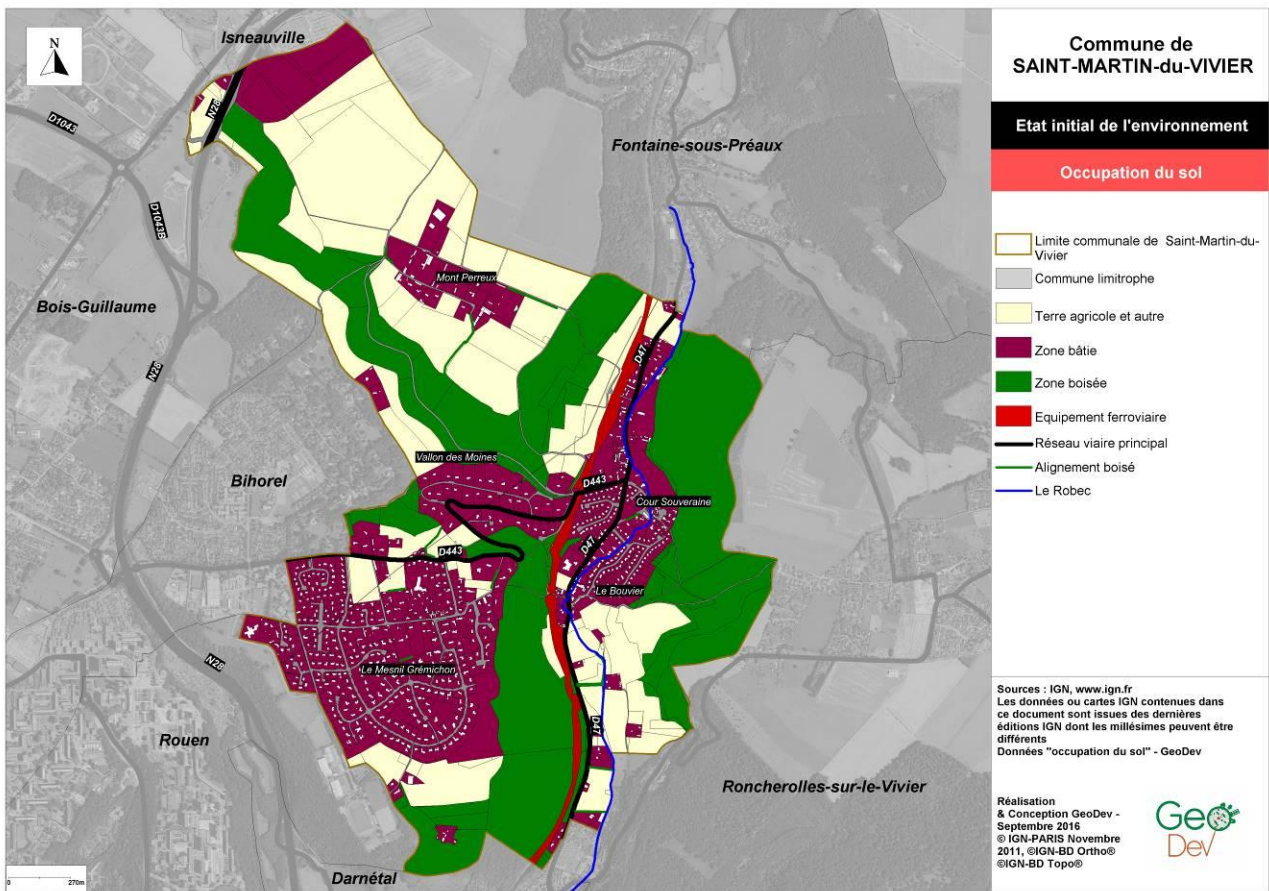 N
Isneauville
N28
D1043
D1043B
Fontaine-sous-Préaux
Mont Perreux
Bois-Guillaume
N28
D47
Vallon des Moines
Bihorel
D443
Cour Souveraine
D443
D47
Le Bouvier
N28
Le Mesnil Grémichon
Rouen
D47
Roncherolles-sur-le-Vivier
Darnétal
0 270m
Commune de
SAINT-MARTIN-du-VIVIER
Etat initial de l'environnement
Occupation du sol
Limite communale de Saint-Martin-du-
Vivier
Commune limitrophe
Terre agricole et autre
Zone bâtie
Zone boisée
Equipement ferroviaire
Réseau viaire principal
Alignement boisé
Le Robec
Sources : IGN, www.ign.fr
Les données ou cartes IGN contenues dans
ce document sont issues des dernières
éditions IGN dont les millésimes peuvent être
différents
Données "occupation du sol" - GeoDev
Réalisation
& Conception GeoDev -
Septembre 2016
© IGN-PARIS Novembre
2011, ©IGN-BD Ortho®
©IGN-BD Topo®
Geo
Dev